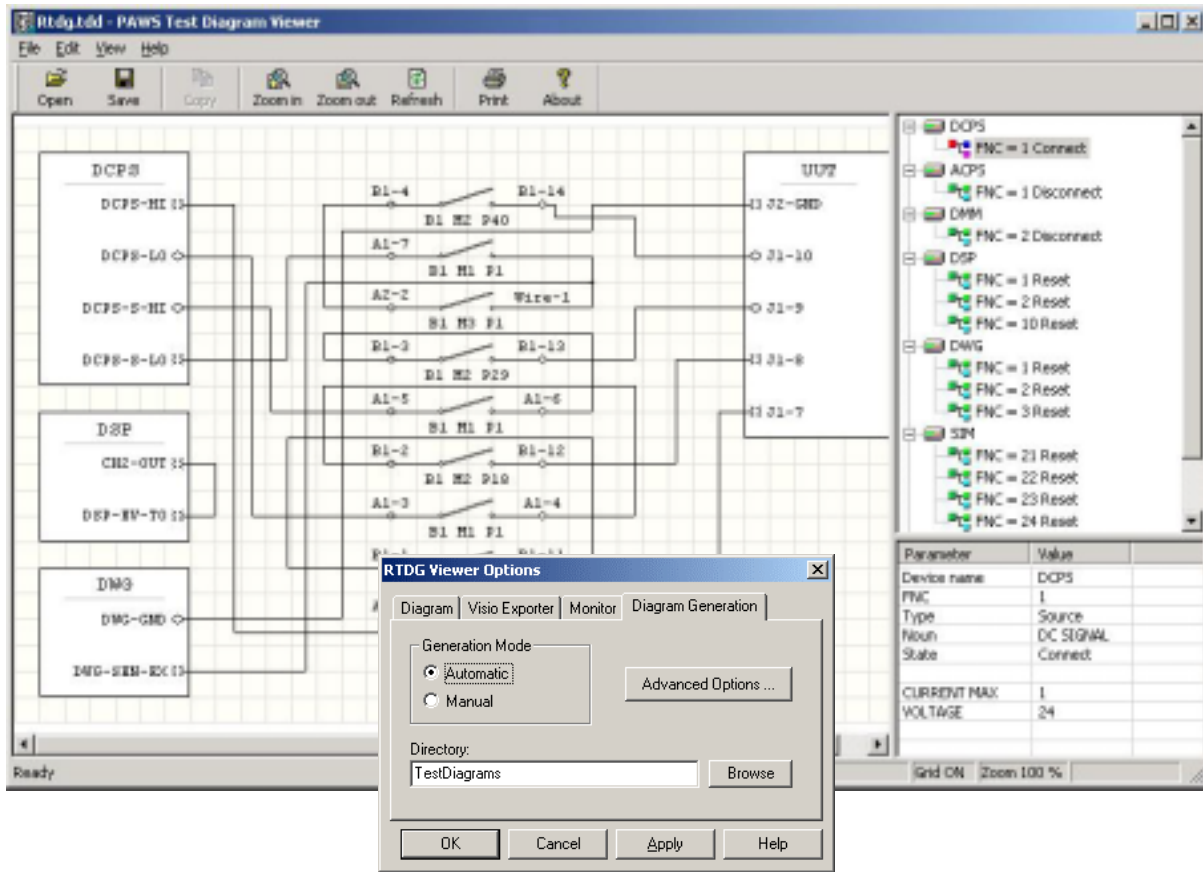 Rtdg.tdd - PAWS Test Diagram Viewer
File Edit View Help
Open Save Copy Zoom in Zoom out Refresh Print About
DCPS
DCPS-HI
DCPS-LO
DCPS-S-HI
DCPS-S-LO
DSP
CH2-OUT
DSP-EV-TO
DWG
DWG-GND
B1-4 B1-14
B1 M2 P40
A1-7
B1 M1 P1
A2-2 Wire-1
B1 M3 P1
B1-3 B1-13
B1 M2 P29
A1-5 A1-6
B1 M1 P1
B1-2 B1-12
B1 M2 P18
A1-3 A1-4
B1 M1 P1
UUT
J2-GND
J1-10
J1-9
J1-8
J1-7
DCPS
FNC = 1 Connect
ACPS
FNC = 1 Disconnect
DMM
FNC = 2 Disconnect
DSP
FNC = 1 Reset
FNC = 2 Reset
FNC = 10 Reset
DWG
FNC = 1 Reset
FNC = 2 Reset
FNC = 3 Reset
SIM
FNC = 21 Reset
FNC = 22 Reset
FNC = 23 Reset
FNC = 24 Reset
Parameter Value
Device name DCPS
FNC 1
Type Source
Noun DC SIGNAL
State Connect
CURRENT MAX 1
VOLTAGE 24
RTDG Viewer Options
Diagram Visio Exporter Monitor Diagram Generation
Generation Mode
Automatic
Manual
Advanced Options ...
Directory:
TestDiagrams
Browse
OK Cancel Apply Help
Ready
Grid ON Zoom 100 %